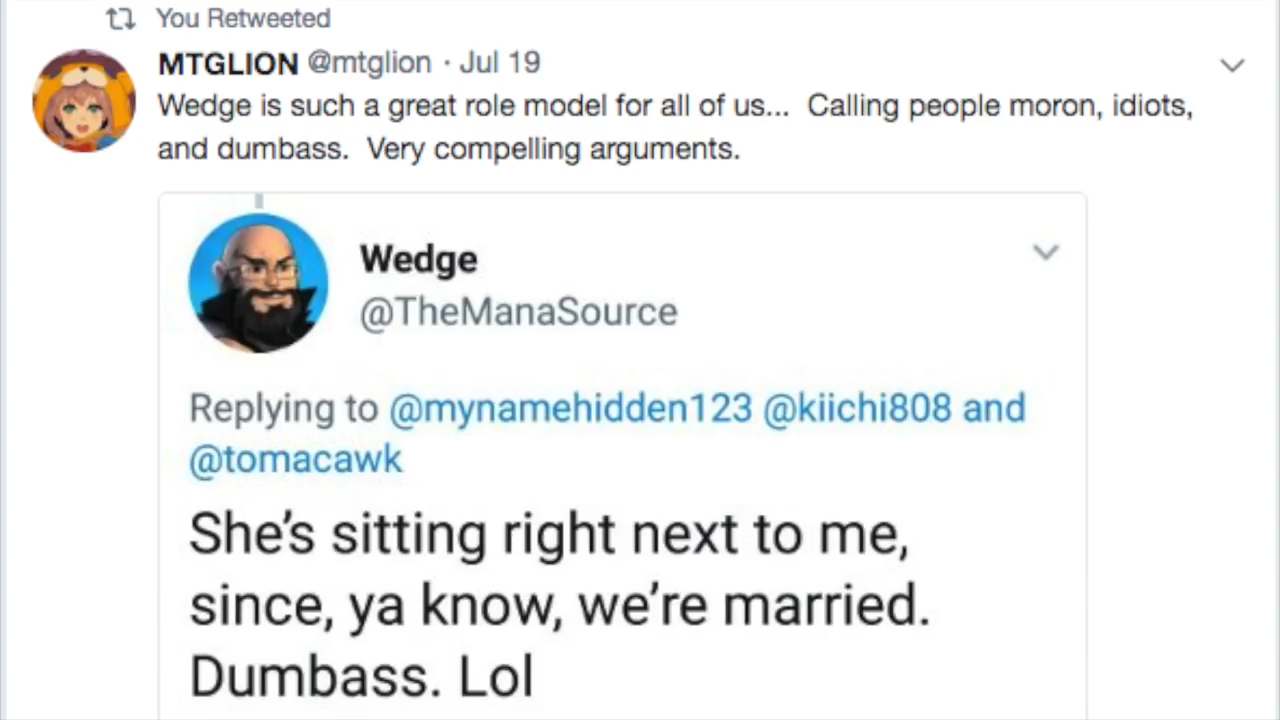 You Retweeted
MTGLION @mtglion · Jul 19
Wedge is such a great role model for all of us... Calling people moron, idiots,
and dumbass. Very compelling arguments.
Wedge
@TheManaSource
Replying to @mynamehidden123 @kiichi808 and
@tomacawk
She's sitting right next to me,
since, ya know, we're married.
Dumbass. Lol